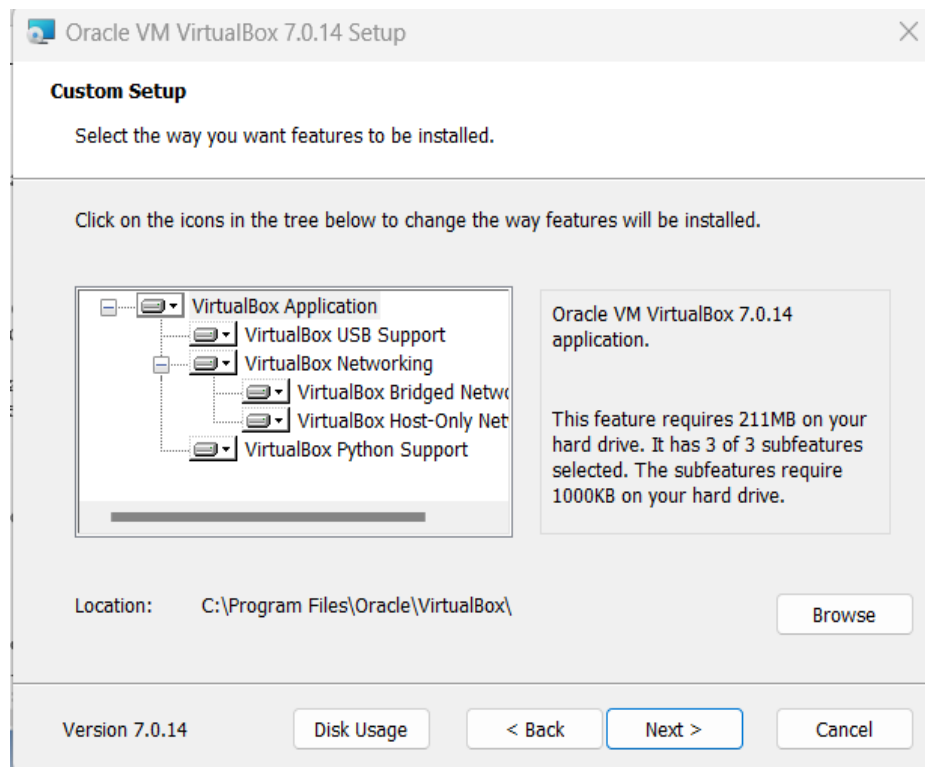 Oracle VM VirtualBox 7.0.14 Setup
Custom Setup
Select the way you want features to be installed.
Click on the icons in the tree below to change the way features will be installed.
VirtualBox Application
VirtualBox USB Support
VirtualBox Networking
VirtualBox Bridged Netwo
VirtualBox Host-Only Net
VirtualBox Python Support
Oracle VM VirtualBox 7.0.14
application.
This feature requires 211MB on your
hard drive. It has 3 of 3 subfeatures
selected. The subfeatures require
1000KB on your hard drive.
Location: C:\Program Files\Oracle\VirtualBox\
Browse
Version 7.0.14 Disk Usage < Back Next > Cancel